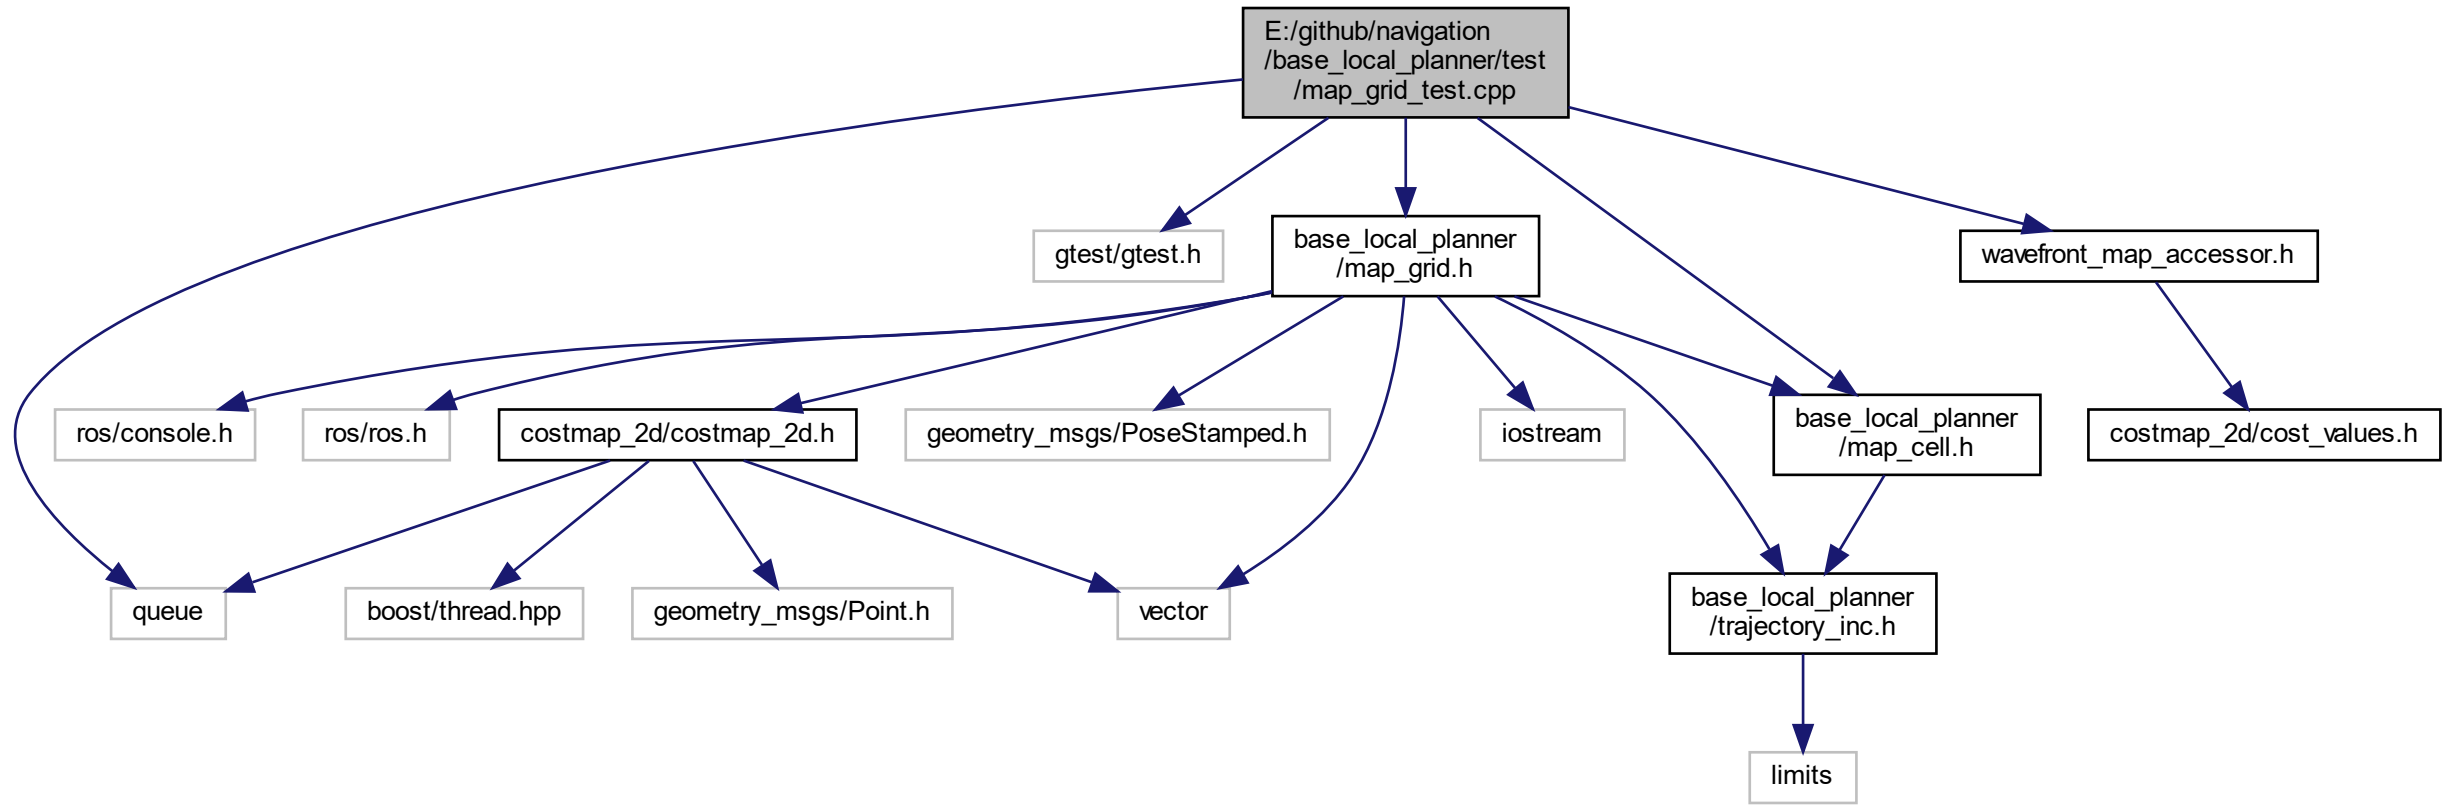 E:/github/navigation
/base_local_planner/test
/map_grid_test.cpp
gtest/gtest.h
base_local_planner
/map_grid.h
wavefront_map_accessor.h
ros/console.h
ros/ros.h
costmap_2d/costmap_2d.h
geometry_msgs/PoseStamped.h
iostream
base_local_planner
/map_cell.h
costmap_2d/cost_values.h
queue
boost/thread.hpp
geometry_msgs/Point.h
vector
base_local_planner
/trajectory_inc.h
limits